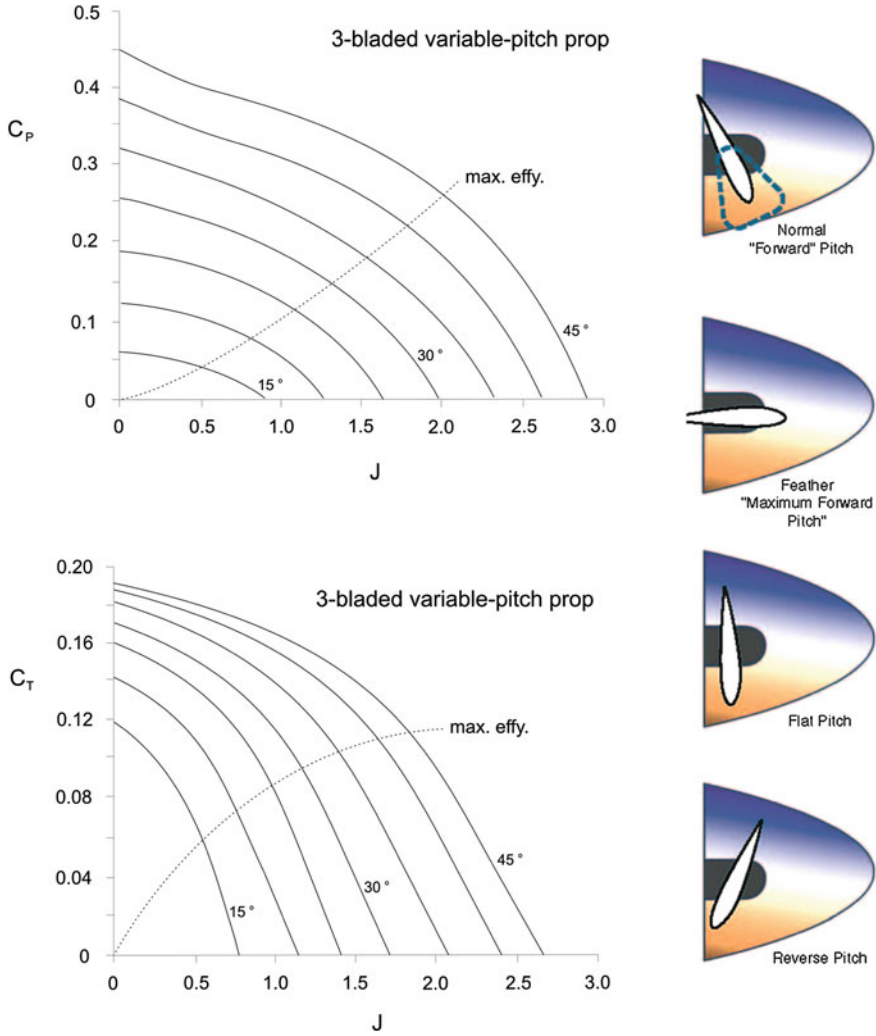 3-bladed variable-pitch prop
0.5
0.4
0.3
0.2
0.1
0
C_P
max. effy.
15°
30°
45°
0
0.5
1.0
1.5
2.0
2.5
3.0
J
3-bladed variable-pitch prop
0.20
0.16
0.12
0.08
0.04
0
C_T
max. effy.
15°
30°
45°
0
0.5
1.0
1.5
2.0
2.5
3.0
J
Normal
"Forward" Pitch
Feather
"Maximum Forward
Pitch"
Flat Pitch
Reverse Pitch